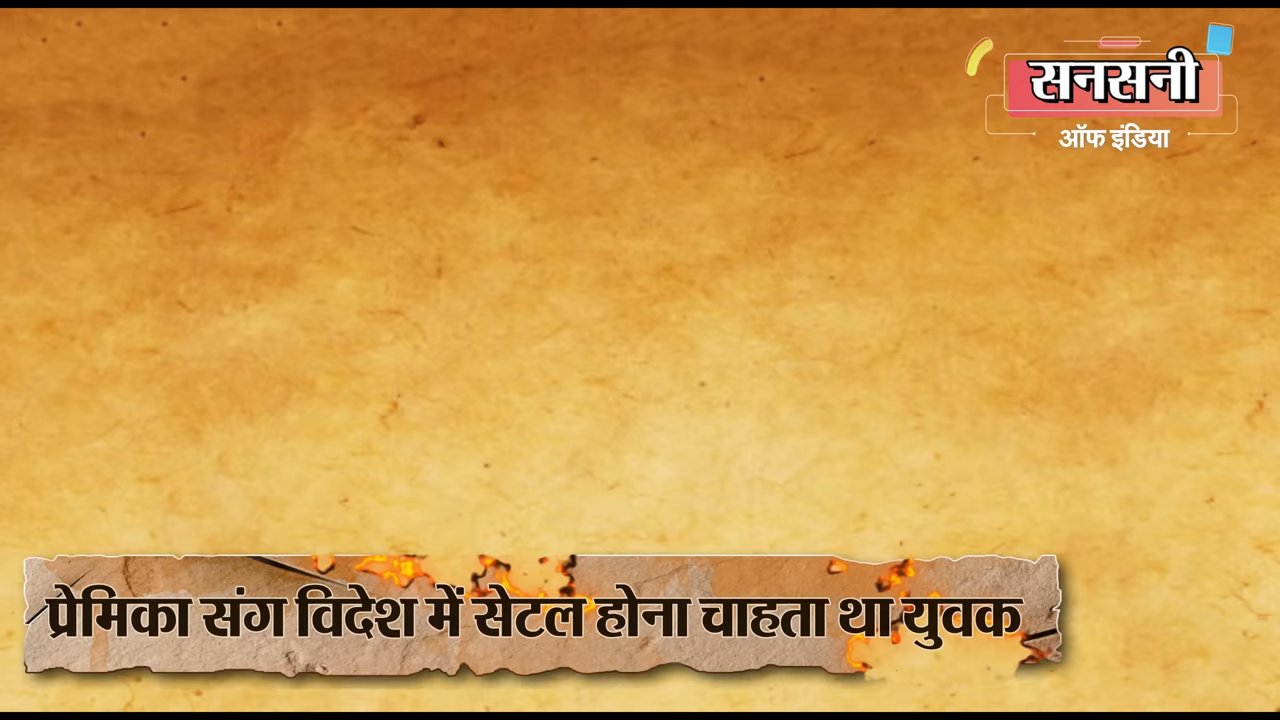 सनसनी
ऑफ इंडिया
प्रेमिका संग विदेश में सेटल होना चाहता था युवक